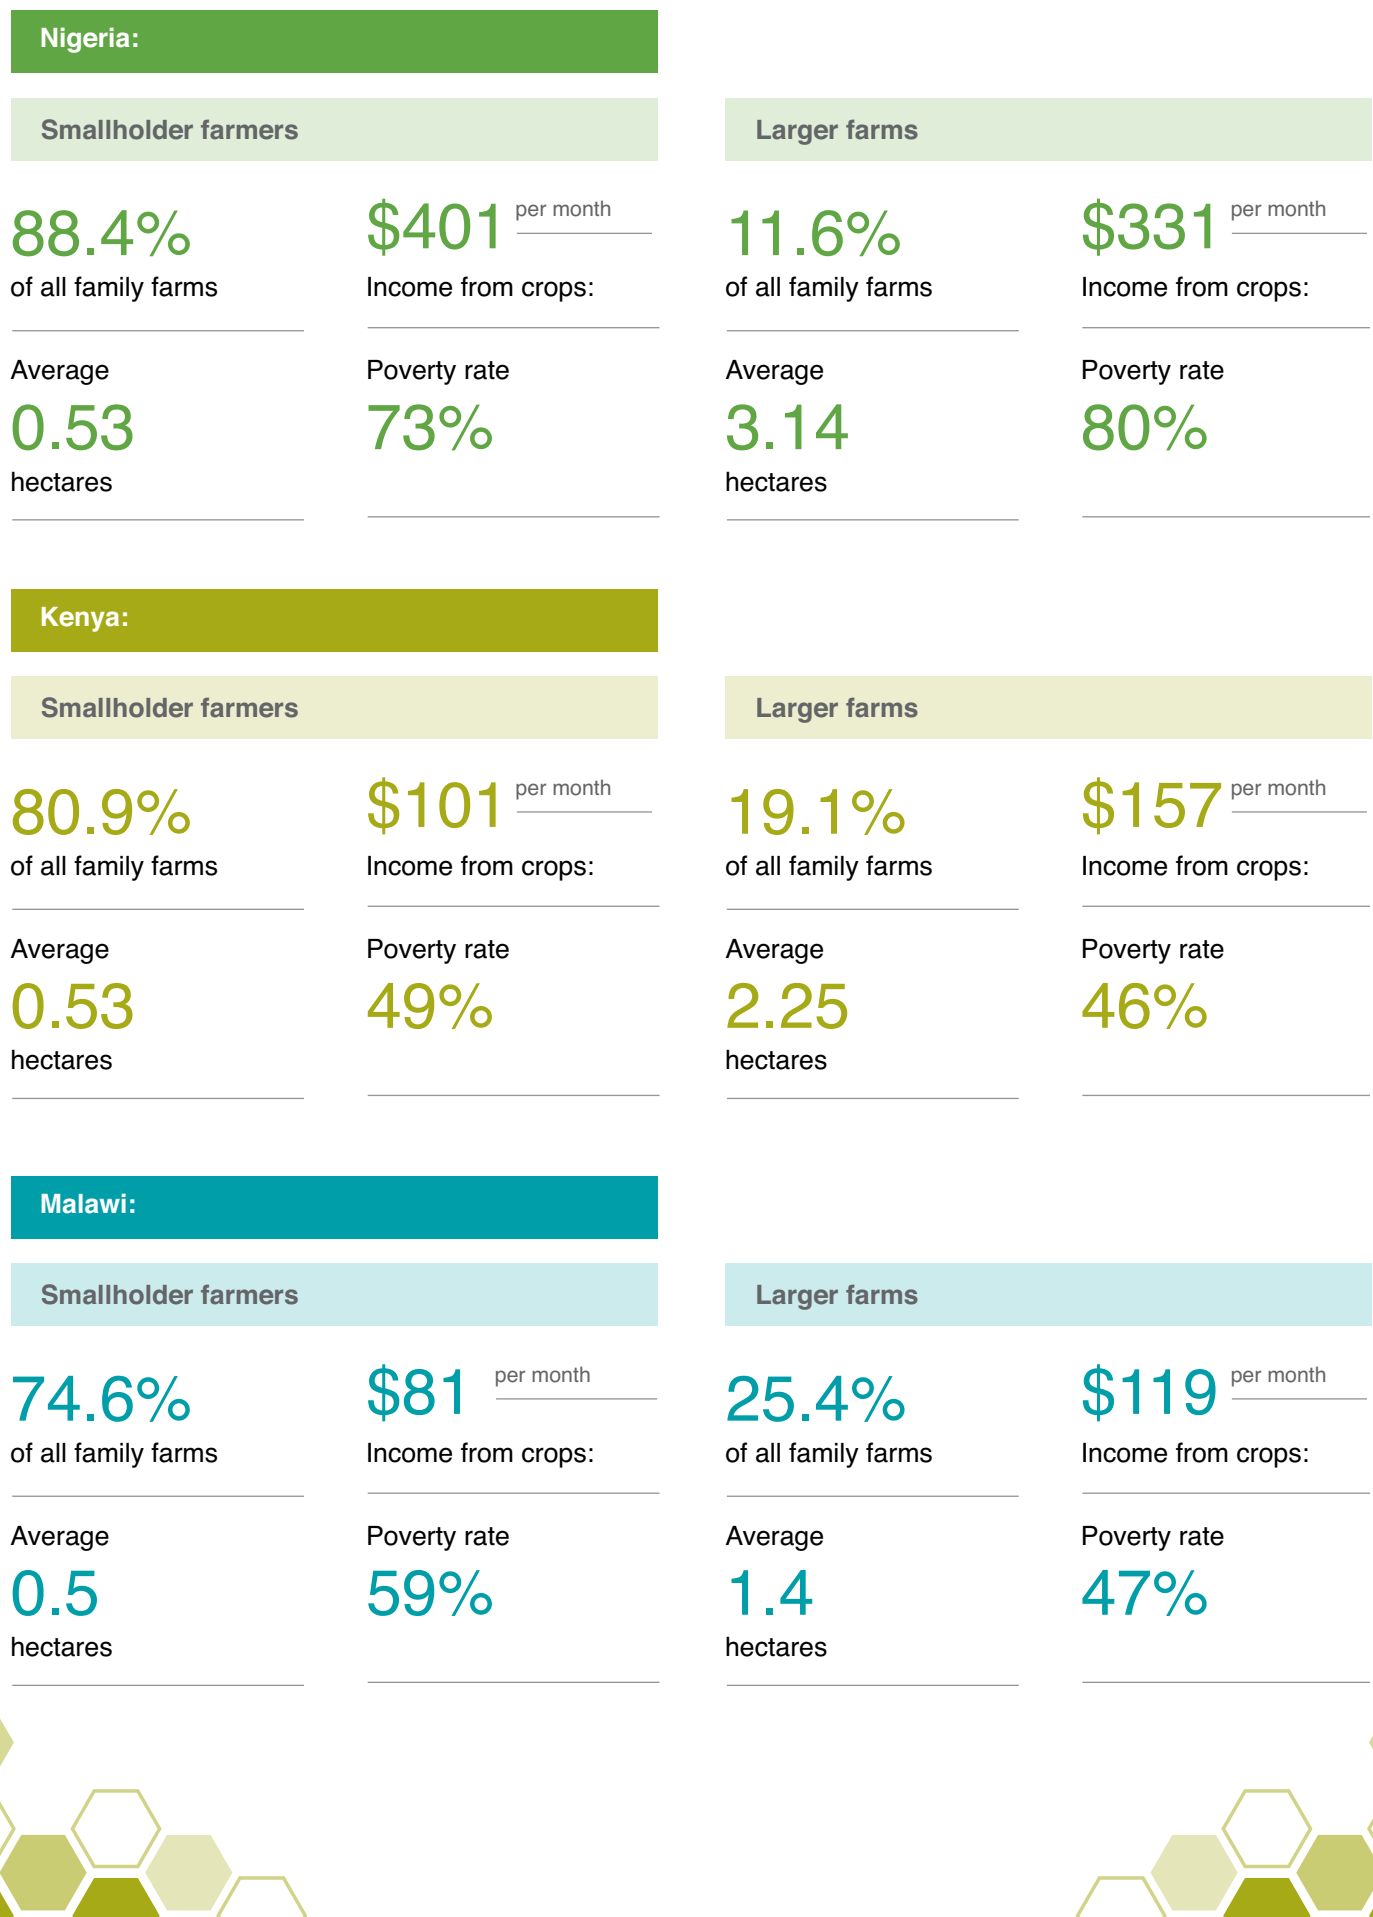 Nigeria:
Smallholder farmers
88.4%
of all family farms
$401 per month
Income from crops:
Average
0.53
hectares
Poverty rate
73%
Larger farms
11.6%
of all family farms
$331 per month
Income from crops:
Average
3.14
hectares
Poverty rate
80%
Kenya:
Smallholder farmers
80.9%
of all family farms
$101 per month
Income from crops:
Average
0.53
hectares
Poverty rate
49%
Larger farms
19.1%
of all family farms
$157 per month
Income from crops:
Average
2.25
hectares
Poverty rate
46%
Malawi:
Smallholder farmers
74.6%
of all family farms
$81 per month
Income from crops:
Average
0.5
hectares
Poverty rate
59%
Larger farms
25.4%
of all family farms
$119 per month
Income from crops:
Average
1.4
hectares
Poverty rate
47%